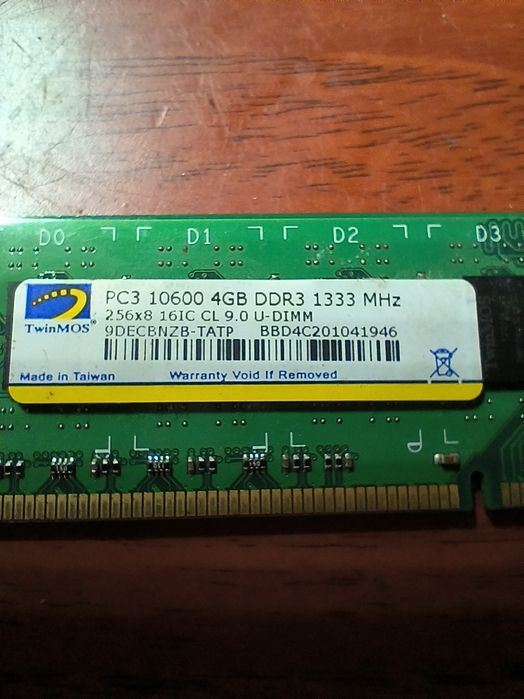 D0 D1 D2 D3
TwinMOS®
PC3 10600 4GB DDR3 1333 MHz
256x8 16IC CL 9.0 U-DIMM
9DECBNZB-TATP BBD4C201041946
Made in Taiwan Warranty Void If Removed